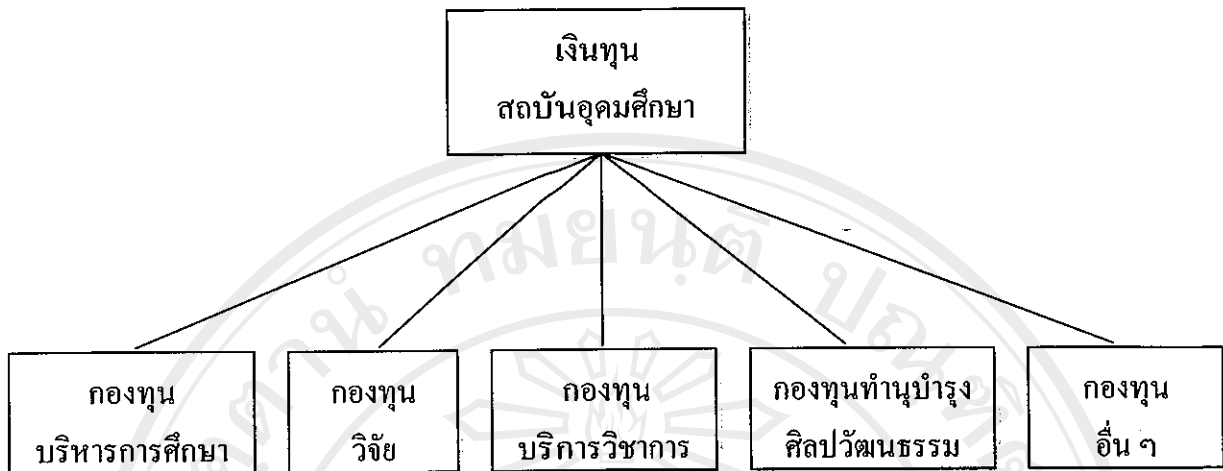 เงินทุน
สถบันอุดมศึกษา
กองทุน
บริหารการศึกษา
กองทุน
วิจัย
กองทุน
บริการวิชาการ
กองทุนทำนุบำรุง
ศิลปวัฒนธรรม
กองทุน
อื่น ๆ